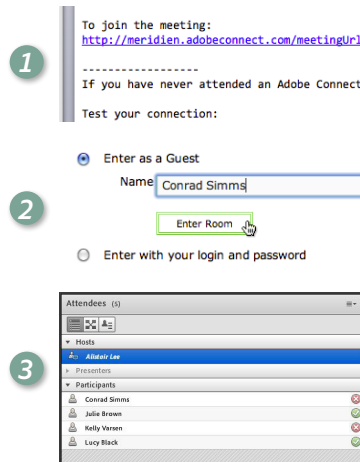 1
To join the meeting:
http://meridien.adobeconnect.com/meetingUrl
------------------
If you have never attended an Adobe Connect
Test your connection:
2
Enter as a Guest
Name Conrad Simms
Enter Room
Enter with your login and password
3
Attendees (5)
Hosts
Alistair Lee
Presenters
Participants
Conrad Simms
Julie Brown
Kelly Varsen
Lucy Black